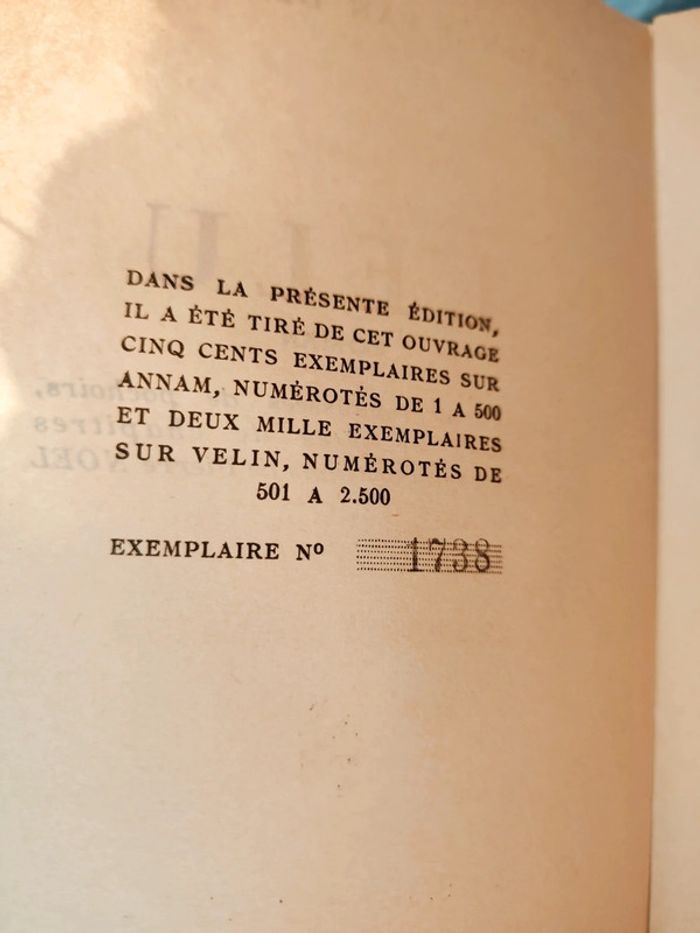 DANS LA PRÉSENTE ÉDITION,
IL A ÉTÉ TIRÉ DE CET OUVRAGE
CINQ CENTS EXEMPLAIRES SUR
ANNAM, NUMÉROTÉS DE 1 A 500
ET DEUX MILLE EXEMPLAIRES
SUR VELIN, NUMÉROTÉS DE
501 A 2.500
EXEMPLAIRE Nº 1738